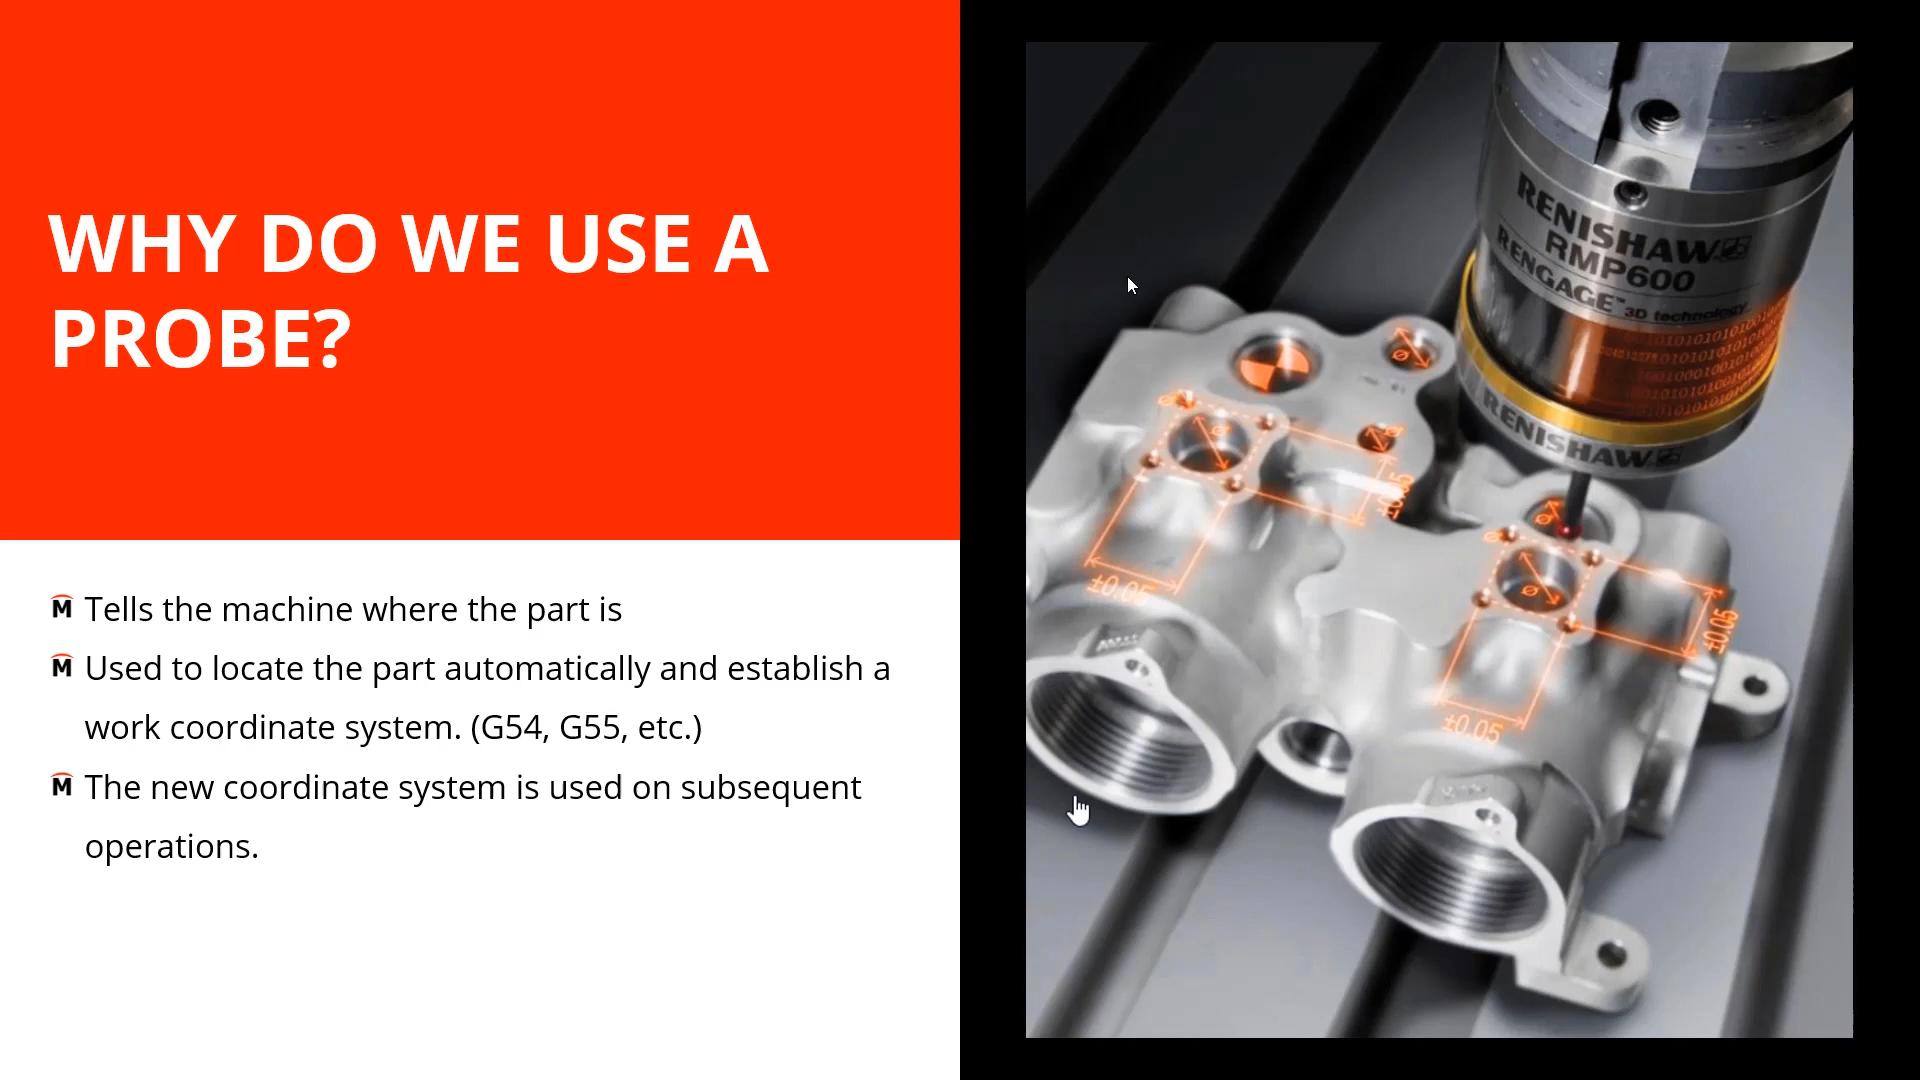 WHY DO WE USE A
PROBE?
M Tells the machine where the part is
M Used to locate the part automatically and establish a
work coordinate system. (G54, G55, etc.)
M The new coordinate system is used on subsequent
operations.
RENISHAW
RMP600
RENGAGE™ 3D technology
RENISHAW
Ø
Ø
Ø
Ø
±0.05
±0.05
Ø
Ø
Ø
±0.05
±0.05